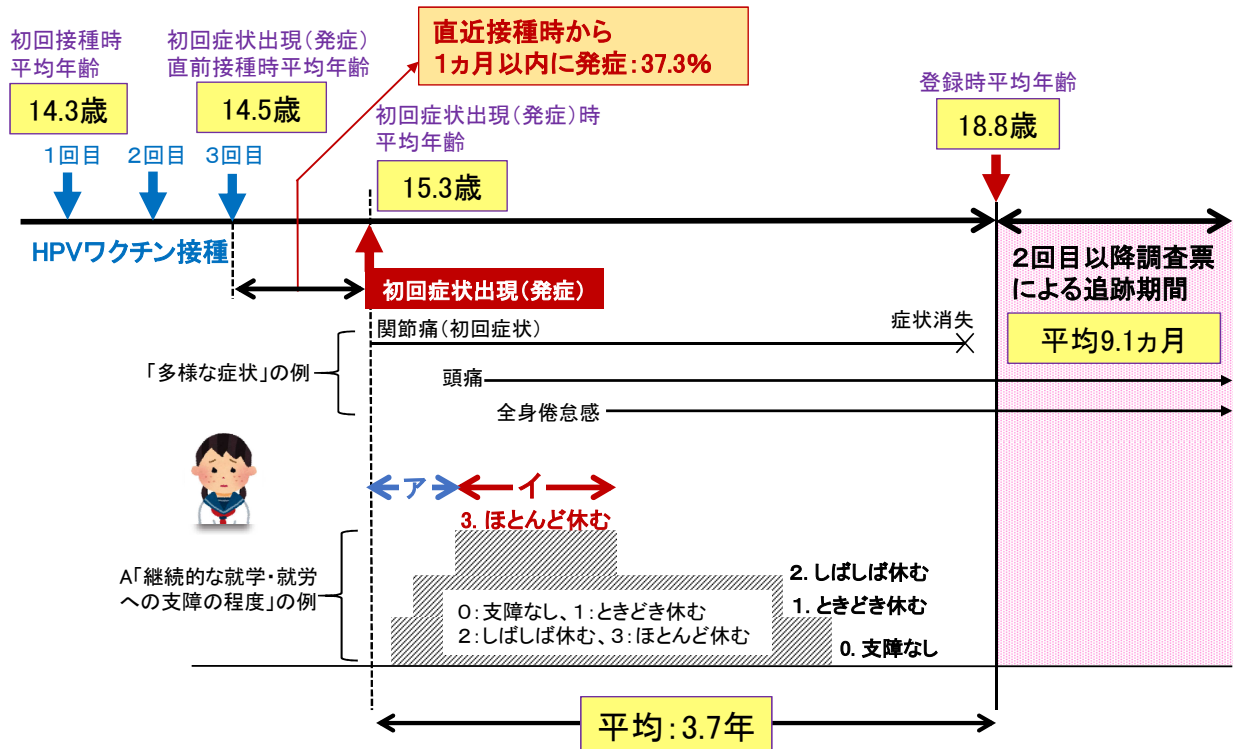 初回接種時
平均年齢
14.3歳
初回症状出現(発症)
直前接種時平均年齢
14.5歳
直近接種時から
1ヵ月以内に発症:37.3%
初回症状出現(発症)時
平均年齢
15.3歳
登録時平均年齢
18.8歳
1回目
2回目
3回目
HPVワクチン接種
初回症状出現(発症)
2回目以降調査票
による追跡期間
平均9.1ヵ月
関節痛(初回症状)
症状消失
「多様な症状」の例
頭痛
全身倦怠感
ア
イ
3. ほとんど休む
A「継続的な就学・就労
への支障の程度」の例
0:支障なし、1:ときどき休む
2:しばしば休む、3:ほとんど休む
2. しばしば休む
1. ときどき休む
0. 支障なし
平均:3.7年